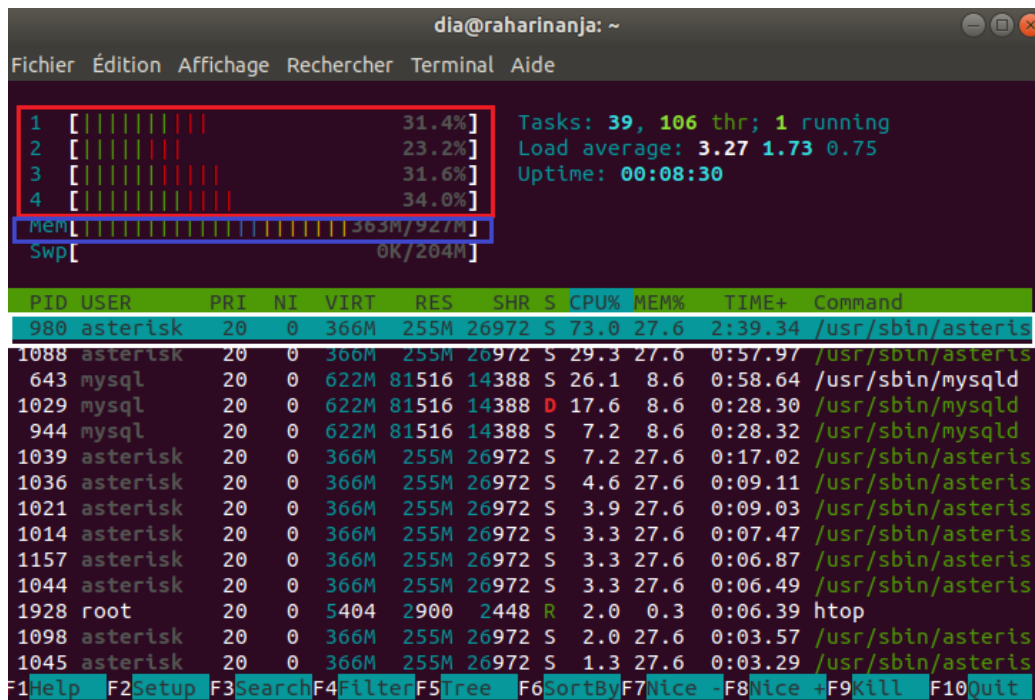 dia@raharinanja: ~
Fichier Édition Affichage Rechercher Terminal Aide
1 [||||||||||| 31.4%] Tasks: 39, 106 thr; 1 running
2 [||||||||| 23.2%] Load average: 3.27 1.73 0.75
3 [|||||||||||| 31.6%] Uptime: 00:08:30
4 [||||||||||||| 34.0%]
Mem[|||||||||||||||||||||||363M/927M]
Swp[ 0K/204M]
PID USER PRI NI VIRT RES SHR S CPU% MEM% TIME+ Command
980 asterisk 20 0 366M 255M 26972 S 73.0 27.6 2:39.34 /usr/sbin/asteris
1088 asterisk 20 0 366M 255M 26972 S 29.3 27.6 0:57.97 /usr/sbin/asteris
643 mysql 20 0 622M 81516 14388 S 26.1 8.6 0:58.64 /usr/sbin/mysqld
1029 mysql 20 0 622M 81516 14388 D 17.6 8.6 0:28.30 /usr/sbin/mysqld
944 mysql 20 0 622M 81516 14388 S 7.2 8.6 0:28.32 /usr/sbin/mysqld
1039 asterisk 20 0 366M 255M 26972 S 7.2 27.6 0:17.02 /usr/sbin/asteris
1036 asterisk 20 0 366M 255M 26972 S 4.6 27.6 0:09.11 /usr/sbin/asteris
1021 asterisk 20 0 366M 255M 26972 S 3.9 27.6 0:09.03 /usr/sbin/asteris
1014 asterisk 20 0 366M 255M 26972 S 3.3 27.6 0:07.47 /usr/sbin/asteris
1157 asterisk 20 0 366M 255M 26972 S 3.3 27.6 0:06.87 /usr/sbin/asteris
1044 asterisk 20 0 366M 255M 26972 S 3.3 27.6 0:06.49 /usr/sbin/asteris
1928 root 20 0 5404 2900 2448 R 2.0 0.3 0:06.39 htop
1098 asterisk 20 0 366M 255M 26972 S 2.0 27.6 0:03.57 /usr/sbin/asteris
1045 asterisk 20 0 366M 255M 26972 S 1.3 27.6 0:03.29 /usr/sbin/asteris
F1Help F2Setup F3SearchF4FilterF5Tree F6SortByF7Nice -F8Nice +F9Kill F10Quit